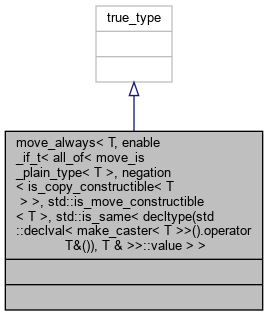 true_type
move_always< T, enable
_if_t< all_of< move_is
_plain_type< T >, negation
< is_copy_constructible< T
> >, std::is_move_constructible
< T >, std::is_same< decltype(std
::declval< make_caster< T >>().operator
T&()), T & >>::value > >